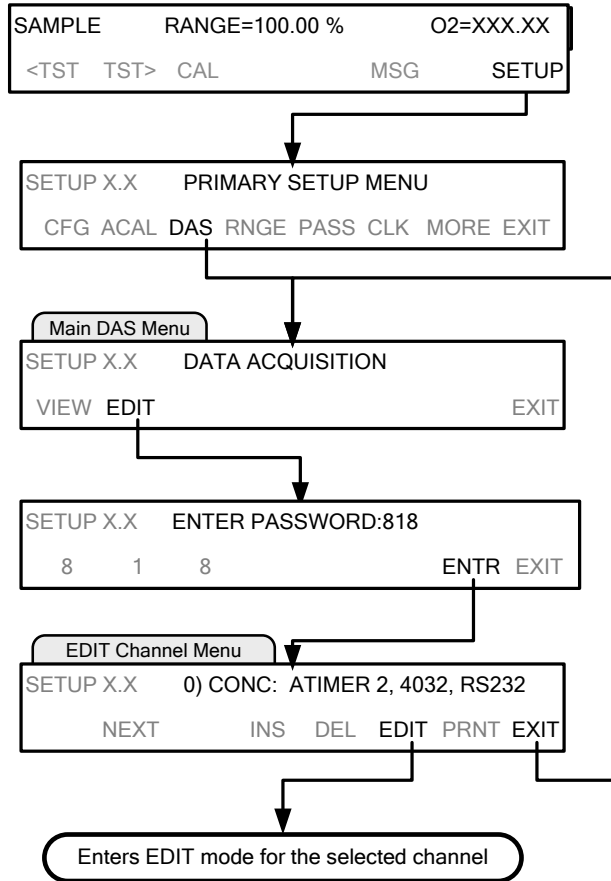 SAMPLE RANGE=100.00 % O2=XXX.XX
<TST TST> CAL MSG SETUP
SETUP X.X PRIMARY SETUP MENU
CFG ACAL DAS RNGE PASS CLK MORE EXIT
Main DAS Menu
SETUP X.X DATA ACQUISITION
VIEW EDIT EXIT
SETUP X.X ENTER PASSWORD:818
8 1 8 ENTR EXIT
EDIT Channel Menu
SETUP X.X 0) CONC: ATIMER 2, 4032, RS232
NEXT INS DEL EDIT PRNT EXIT
Enters EDIT mode for the selected channel